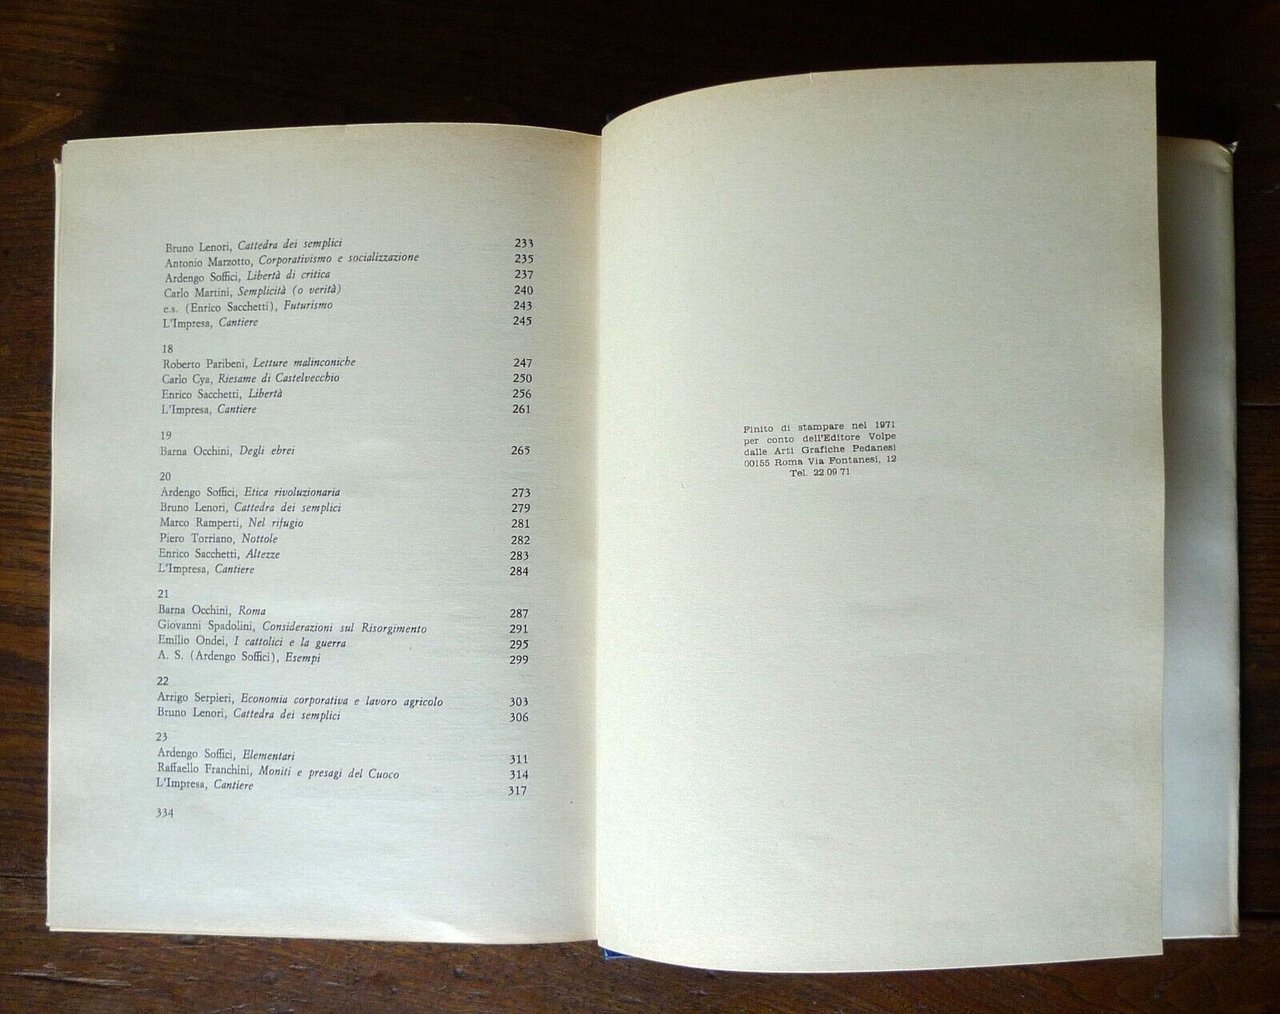 Bruno Lenori, Cattedra dei semplici 233
Antonio Marzotto, Corporativismo e socializzazione 235
Ardengo Soffici, Libertà di critica 237
Carlo Martini, Semplicità (o verità) 240
e.s. (Enrico Sacchetti), Futurismo 243
L'Impresa, Cantiere 245
18
Roberto Paribeni, Letture malinconiche 247
Carlo Cya, Riesame di Castelvecchio 250
Enrico Sacchetti, Libertà 256
L'Impresa, Cantiere 261
19
Barna Occhini, Degli ebrei 265
20
Ardengo Soffici, Etica rivoluzionaria 273
Bruno Lenori, Cattedra dei semplici 279
Marco Ramperti, Nel rifugio 281
Piero Torriano, Nottole 282
Enrico Sacchetti, Altezze 283
L'Impresa, Cantiere 284
21
Barna Occhini, Roma 287
Giovanni Spadolini, Considerazioni sul Risorgimento 291
Emilio Ondei, I cattolici e la guerra 295
A. S. (Ardengo Soffici), Esempi 299
22
Arrigo Serpieri, Economia corporativa e lavoro agricolo 303
Bruno Lenori, Cattedra dei semplici 306
23
Ardengo Soffici, Elementari 311
Raffaello Franchini, Moniti e presagi del Cuoco 314
L'Impresa, Cantiere 317
334
Finito di stampare nel 1971
per conto dell'Editore Volpe
dalle Arti Grafiche Pedanesi
00155 Roma Via Fontanesi, 12
Tel. 22 09 71